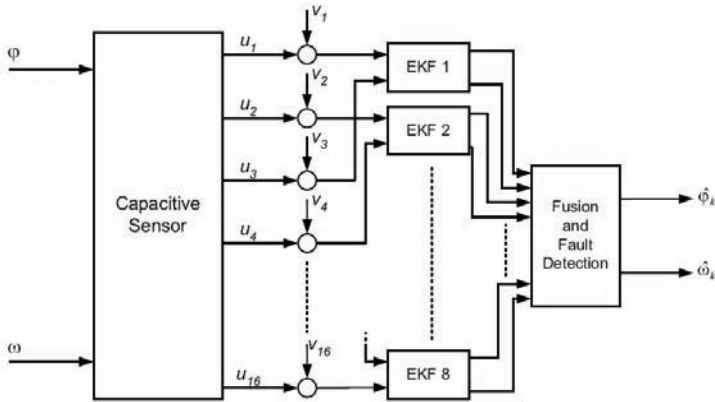 φ
ω
Capacitive
Sensor
u1
u2
u3
u4
u16
v1
v2
v3
v4
v16
EKF 1
EKF 2
EKF 8
Fusion
and
Fault
Detection
φ̂k
ω̂k